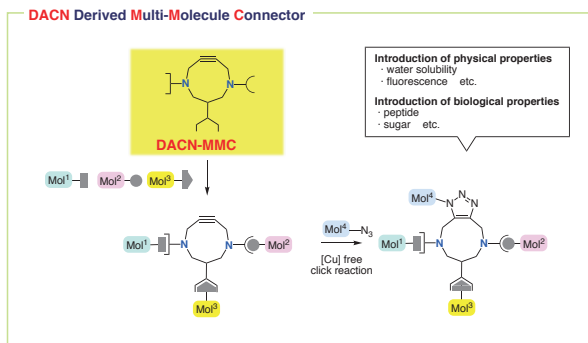 DACN Derived Multi-Molecule Connector
N
N
DACN-MMC
Introduction of physical properties
· water solubility
· fluorescence   etc.
Introduction of biological properties
· peptide
· sugar   etc.
Mol1
Mol2
Mol3
Mol1
N
N
Mol2
Mol3
Mol4
N3
[Cu] free
click reaction
Mol4
N
N
N
Mol1
N
N
Mol2
Mol3